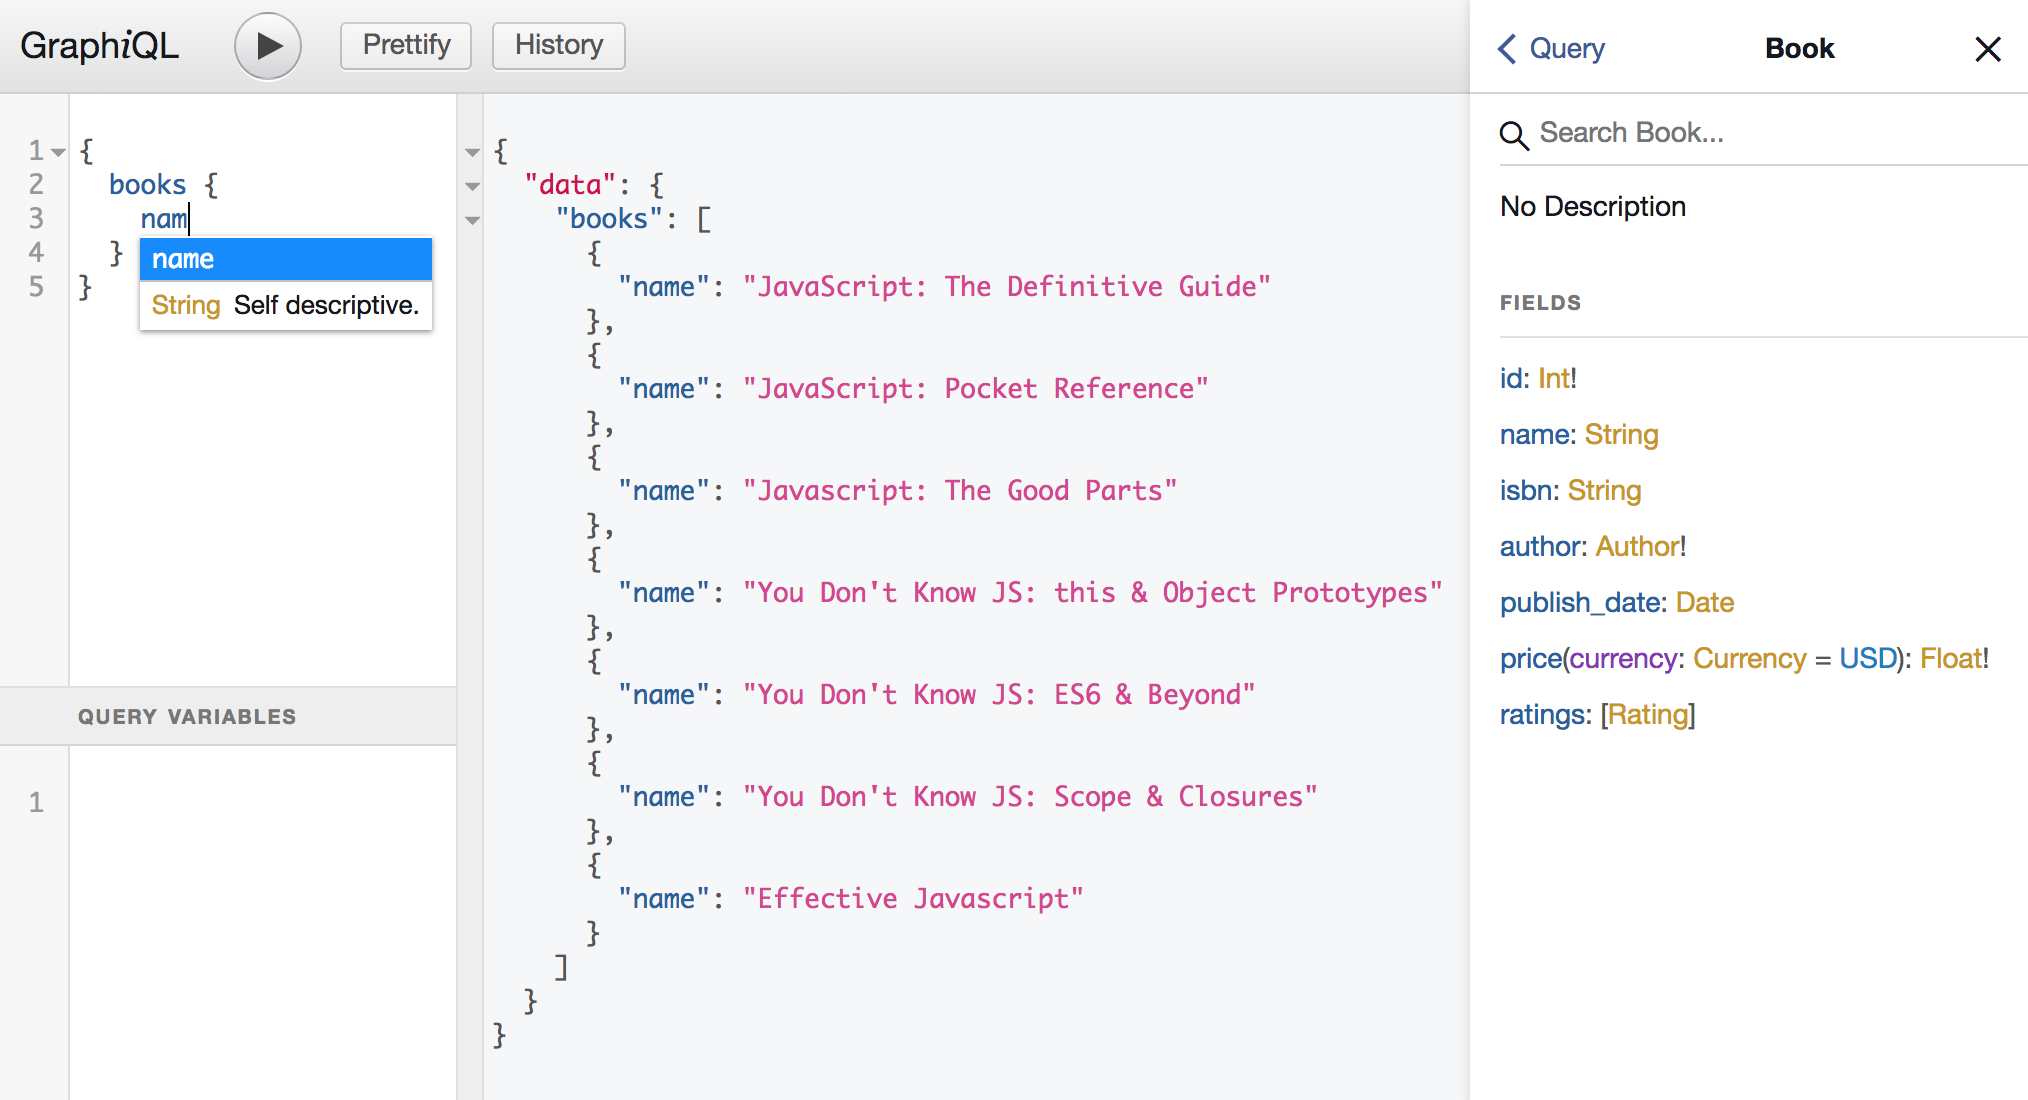 GraphiQL
Prettify
History
1 {
2 books {
3 nam
4 }
5 }
name
String Self descriptive.
QUERY VARIABLES
1
{
"data": {
"books": [
{
"name": "JavaScript: The Definitive Guide"
},
{
"name": "JavaScript: Pocket Reference"
},
{
"name": "Javascript: The Good Parts"
},
{
"name": "You Don't Know JS: this & Object Prototypes"
},
{
"name": "You Don't Know JS: ES6 & Beyond"
},
{
"name": "You Don't Know JS: Scope & Closures"
},
{
"name": "Effective Javascript"
}
]
}
}
Query
Book
Search Book...
No Description
FIELDS
id: Int!
name: String
isbn: String
author: Author!
publish_date: Date
price(currency: Currency = USD): Float!
ratings: [Rating]